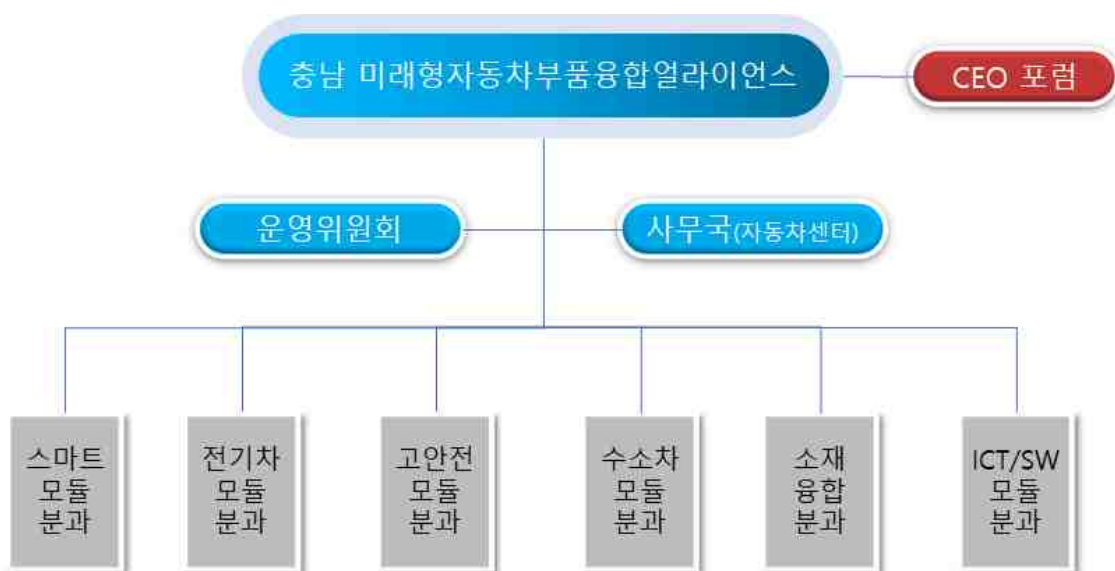 충남 미래형자동차부품융합얼라이언스
CEO 포럼
운영위원회
사무국(자동차센터)
스마트
모듈
분과
전기차
모듈
분과
고안전
모듈
분과
수소차
모듈
분과
소재
융합
분과
ICT/SW
모듈
분과